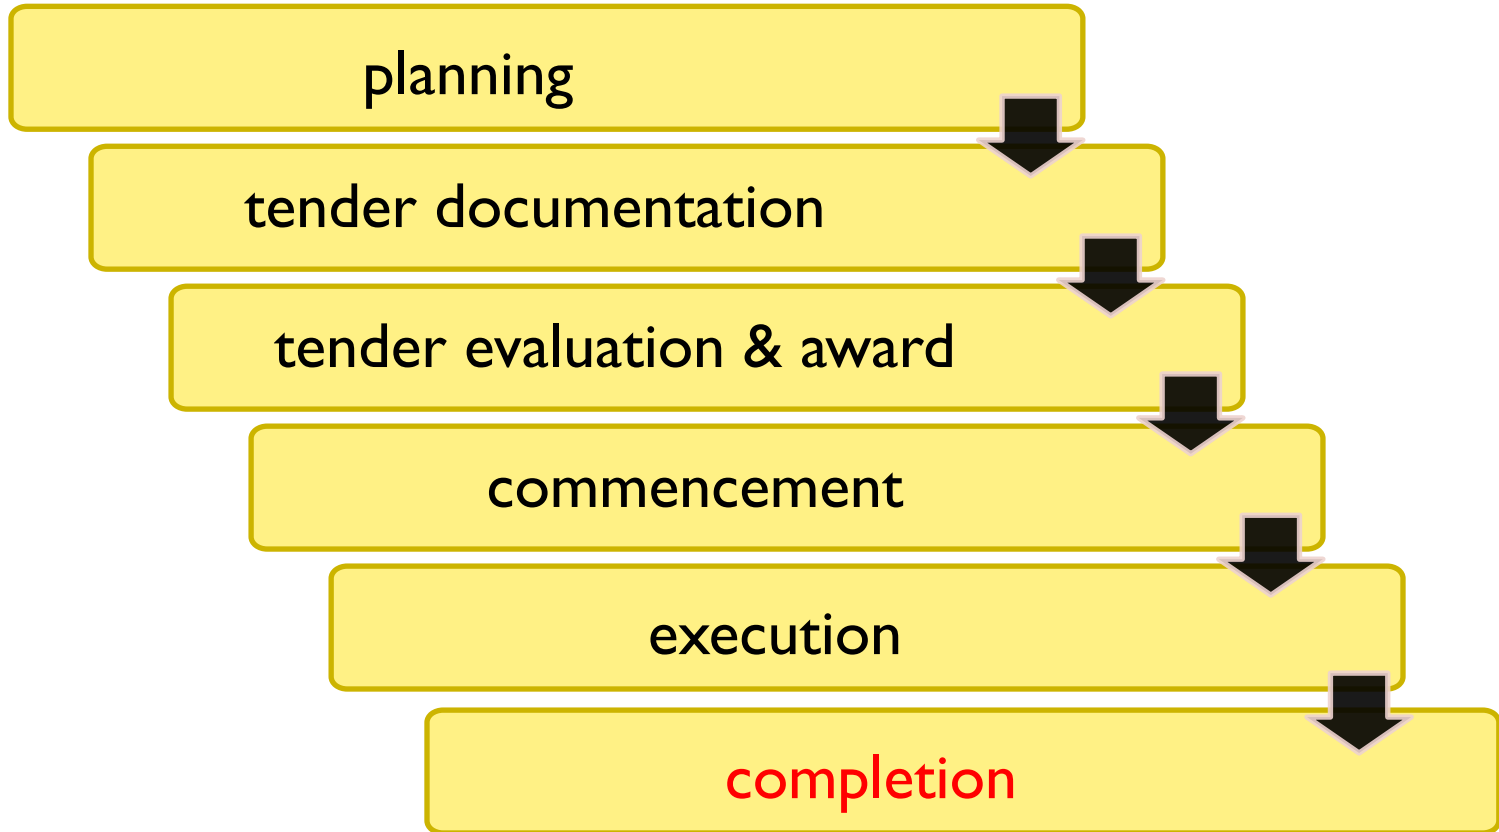 planning
tender documentation
tender evaluation & award
commencement
execution
completion